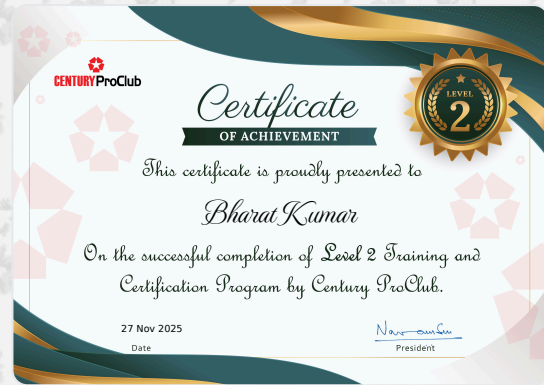 CENTURY ProClub
LEVEL
2
Certificate
OF ACHIEVEMENT
This certificate is proudly presented to
Bharat Kumar
On the successful completion of Level 2 Training and
Certification Program by Century ProClub.
27 Nov 2025
Date
President